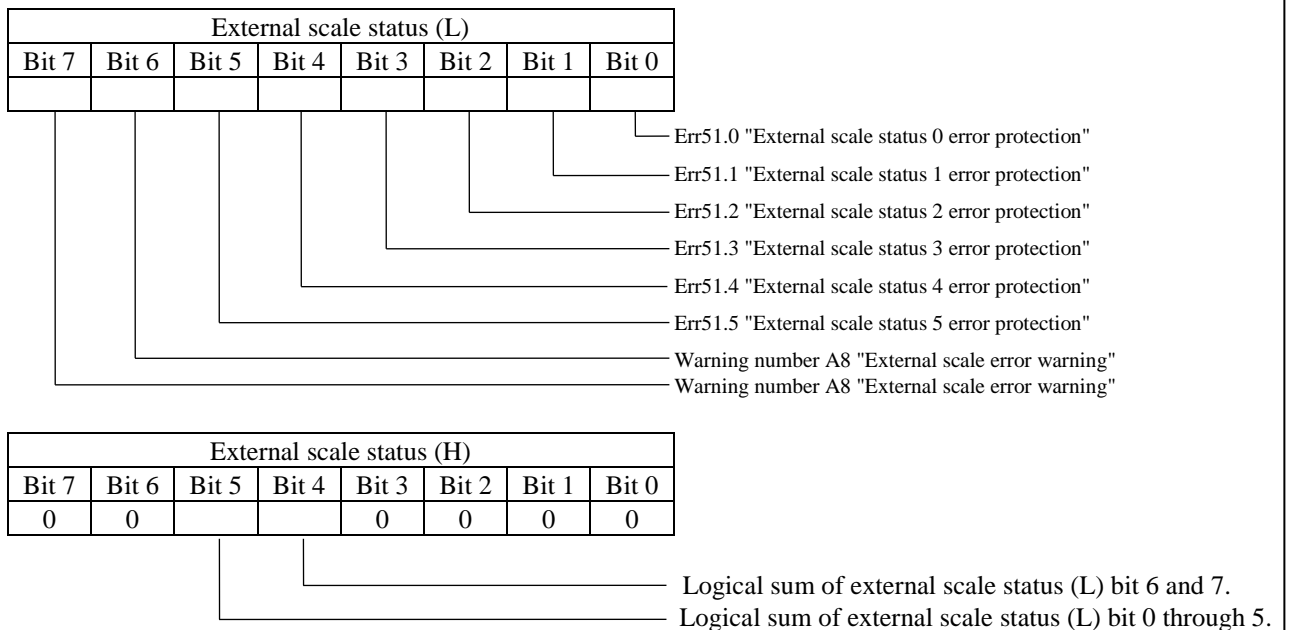 External scale status (L)
Bit 7 Bit 6 Bit 5 Bit 4 Bit 3 Bit 2 Bit 1 Bit 0
Err51.0 "External scale status 0 error protection"
Err51.1 "External scale status 1 error protection"
Err51.2 "External scale status 2 error protection"
Err51.3 "External scale status 3 error protection"
Err51.4 "External scale status 4 error protection"
Err51.5 "External scale status 5 error protection"
Warning number A8 "External scale error warning"
Warning number A8 "External scale error warning"
External scale status (H)
Bit 7 Bit 6 Bit 5 Bit 4 Bit 3 Bit 2 Bit 1 Bit 0
0 0 0 0 0 0
Logical sum of external scale status (L) bit 6 and 7.
Logical sum of external scale status (L) bit 0 through 5.